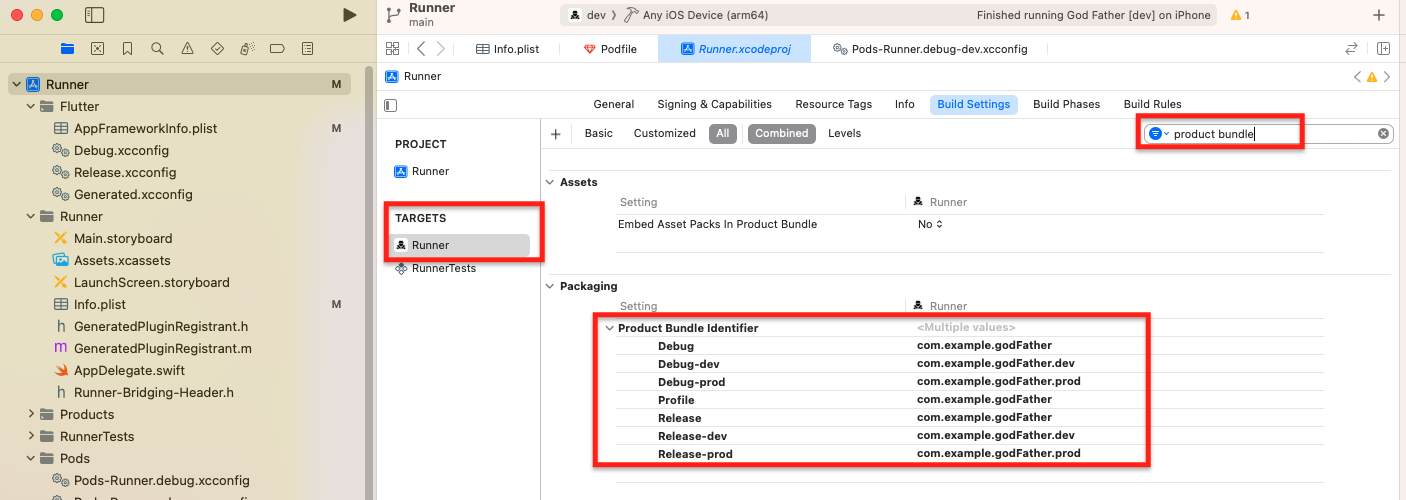 Runner
main
dev
Any iOS Device (arm64)
Finished running God Father [dev] on iPhone
1
Info.plist
Podfile
Runner.xcodeproj
Pods-Runner.debug-dev.xcconfig
Runner
M
Flutter
AppFrameworkInfo.plist
M
Debug.xcconfig
Release.xcconfig
Generated.xcconfig
Runner
Main.storyboard
Assets.xcassets
LaunchScreen.storyboard
Info.plist
M
GeneratedPluginRegistrant.h
GeneratedPluginRegistrant.m
AppDelegate.swift
Runner-Bridging-Header.h
Products
RunnerTests
Pods
Pods-Runner.debug.xcconfig
Runner
General
Signing & Capabilities
Resource Tags
Info
Build Settings
Build Phases
Build Rules
PROJECT
Runner
TARGETS
Runner
RunnerTests
Basic
Customized
All
Combined
Levels
product bundle
Assets
Setting
Runner
Embed Asset Packs In Product Bundle
No
Packaging
Setting
Runner
Product Bundle Identifier
<Multiple values>
Debug
com.example.godFather
Debug-dev
com.example.godFather.dev
Debug-prod
com.example.godFather.prod
Profile
com.example.godFather
Release
com.example.godFather
Release-dev
com.example.godFather.dev
Release-prod
com.example.godFather.prod